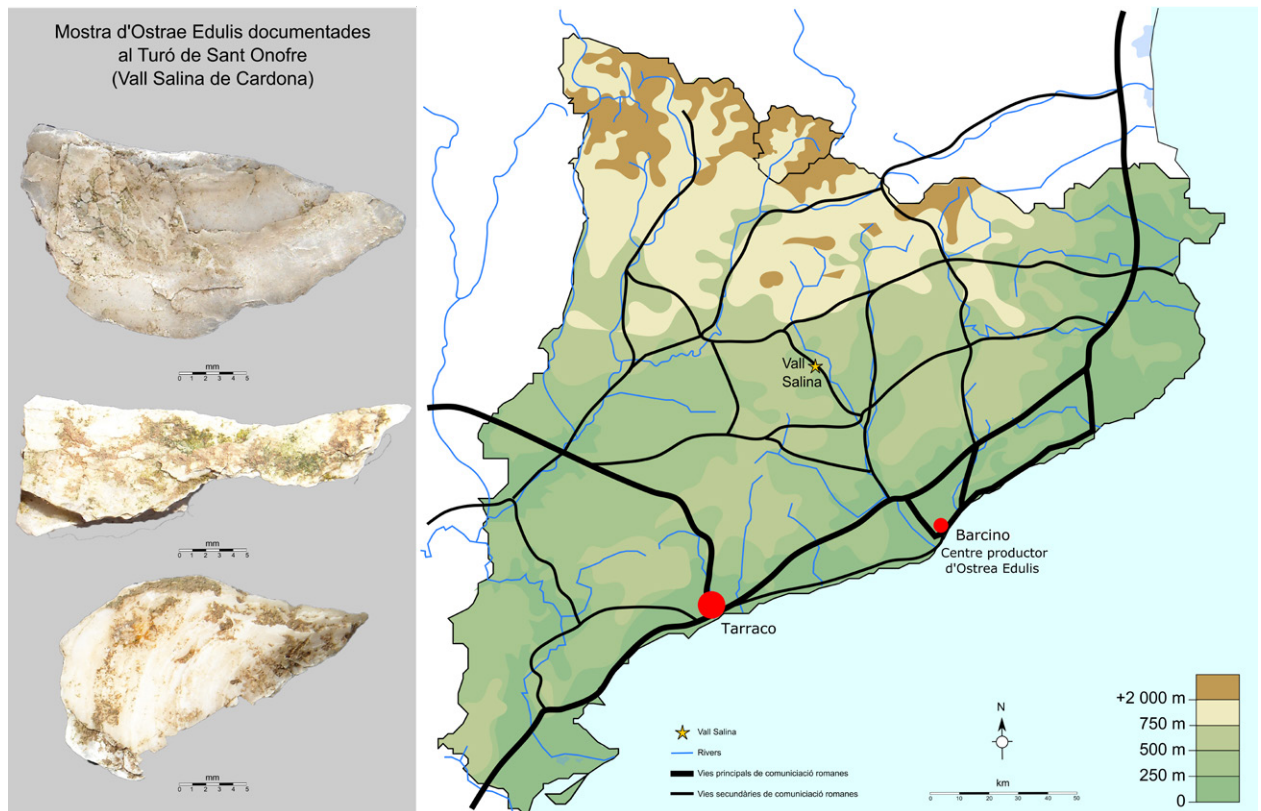 Mostra d'Ostrae Edulis documentades
al Turó de Sant Onofre
(Vall Salina de Cardona)
mm
0 1 2 3 4 5
mm
0 1 2 3 4 5
mm
0 1 2 3 4 5
Vall
Salina
Barcino
Centre productor
d'Ostrea Edulis
Tarraco
Vall Salina
Rivers
Vies principals de comuniciació romanes
Vies secundàries de comuniciació romanes
N
km
0 10 20 30 40 50
+2 000 m
750 m
500 m
250 m
0